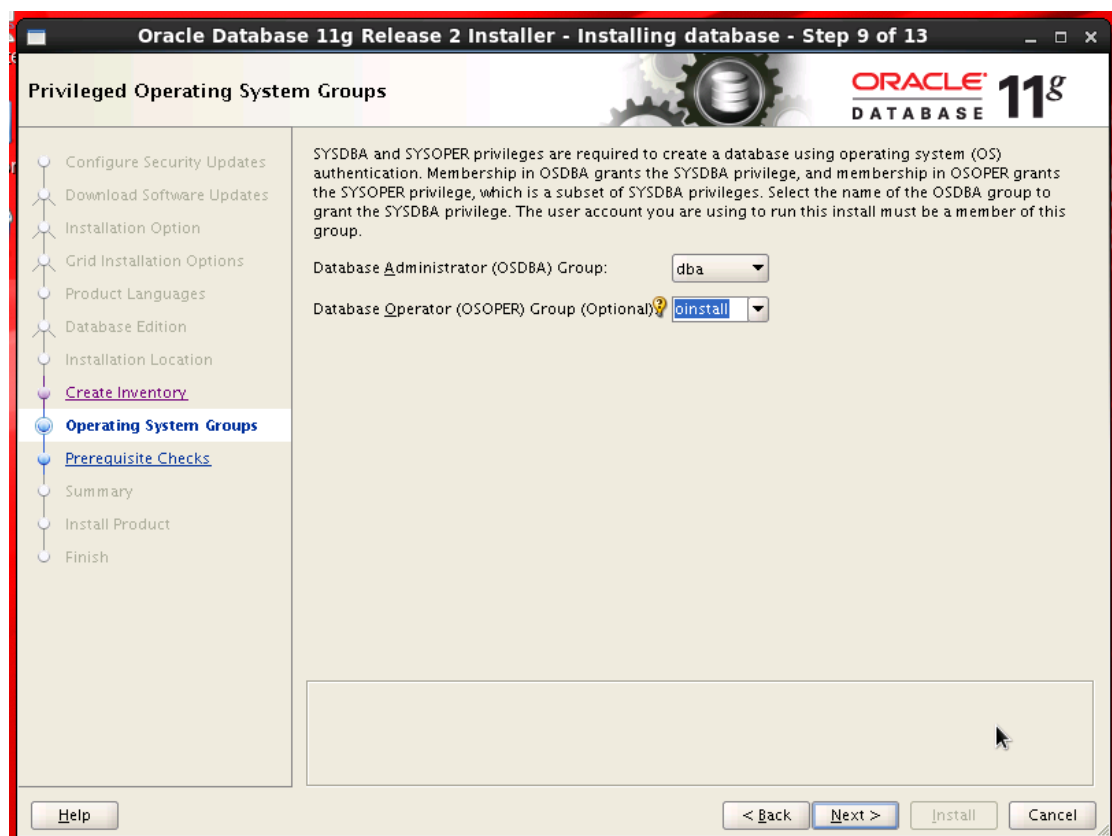 Oracle Database 11g Release 2 Installer - Installing database - Step 9 of 13
Privileged Operating System Groups
ORACLE
DATABASE
11g
Configure Security Updates
Download Software Updates
Installation Option
Grid Installation Options
Product Languages
Database Edition
Installation Location
Create Inventory
Operating System Groups
Prerequisite Checks
Summary
Install Product
Finish
SYSDBA and SYSOPER privileges are required to create a database using operating system (OS)
authentication. Membership in OSDBA grants the SYSDBA privilege, and membership in OSOPER grants
the SYSOPER privilege, which is a subset of SYSDBA privileges. Select the name of the OSDBA group to
grant the SYSDBA privilege. The user account you are using to run this install must be a member of this
group.
Database Administrator (OSDBA) Group: dba
Database Operator (OSOPER) Group (Optional) oinstall
Help
< Back
Next >
Install
Cancel